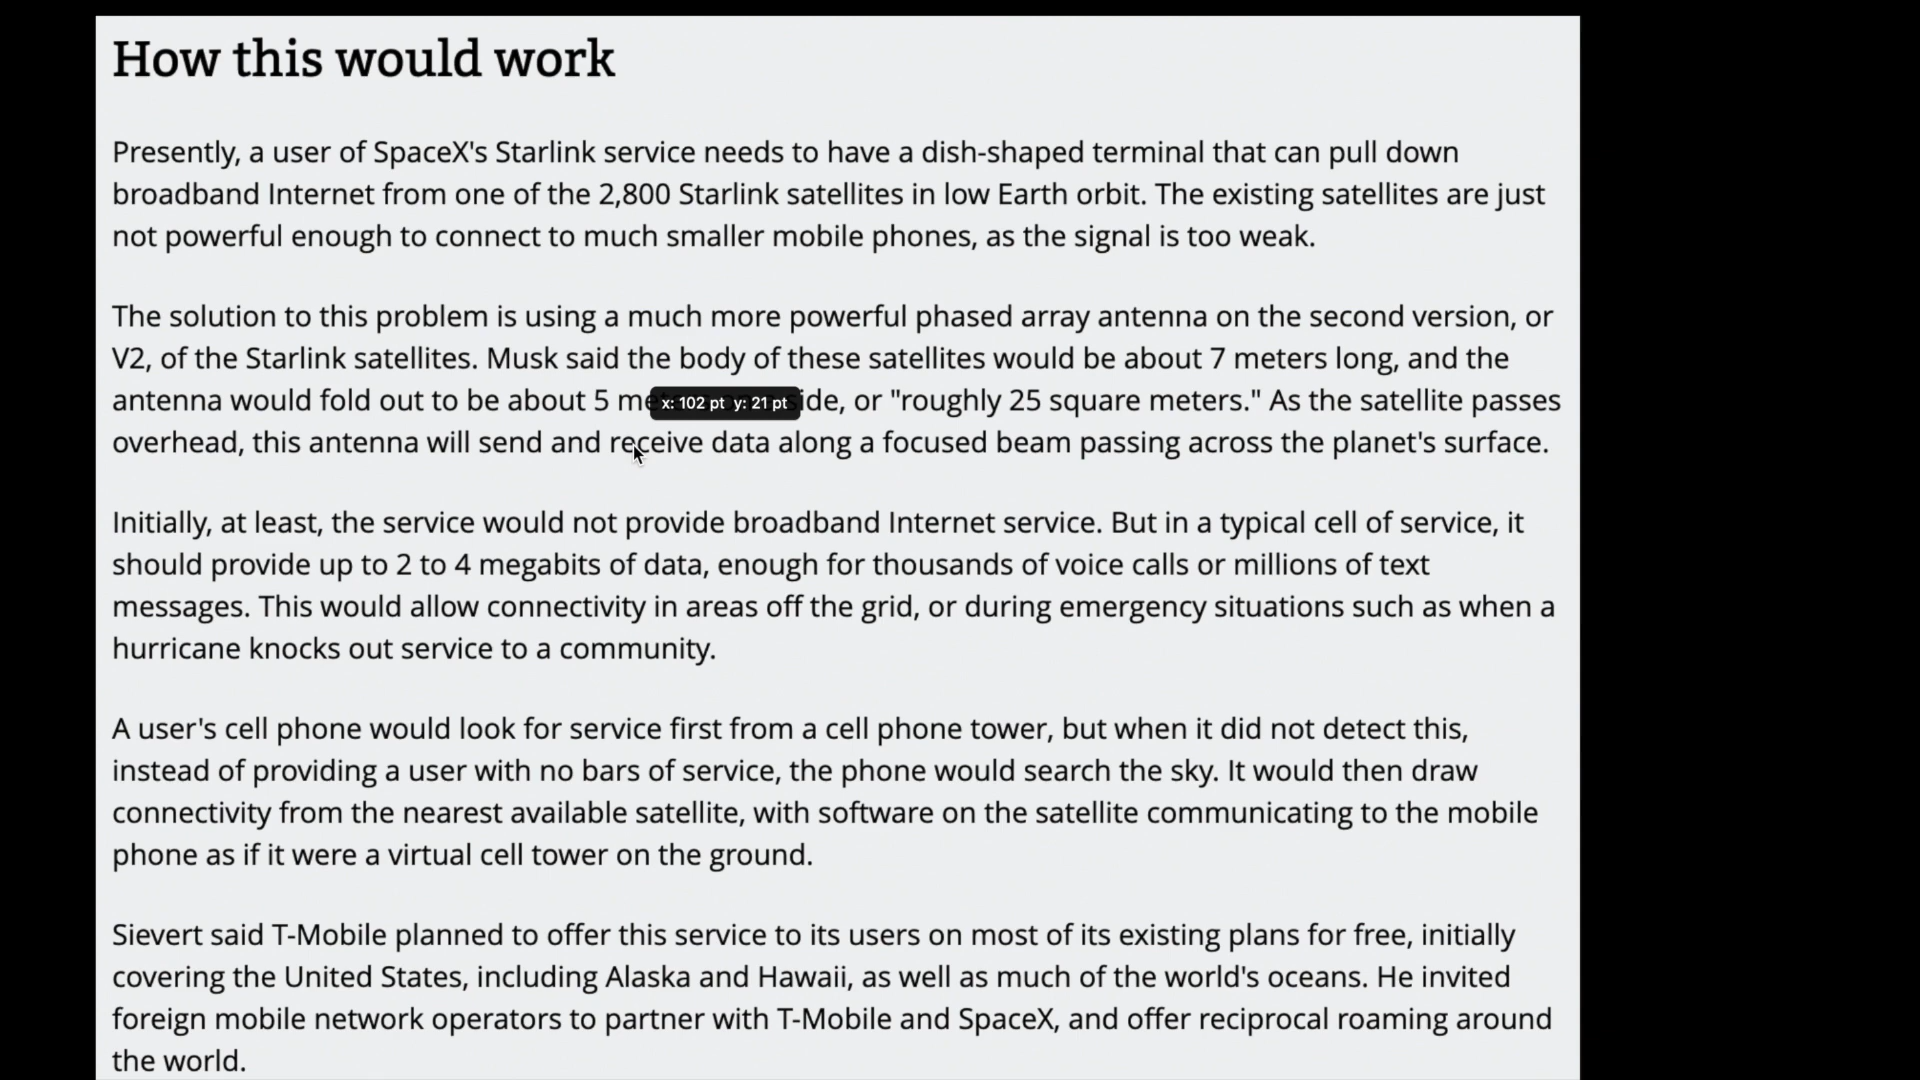 How this would work
Presently, a user of SpaceX's Starlink service needs to have a dish-shaped terminal that can pull down
broadband Internet from one of the 2,800 Starlink satellites in low Earth orbit. The existing satellites are just
not powerful enough to connect to much smaller mobile phones, as the signal is too weak.
The solution to this problem is using a much more powerful phased array antenna on the second version, or
V2, of the Starlink satellites. Musk said the body of these satellites would be about 7 meters long, and the
antenna would fold out to be about 5 x: 102 pt y: 21 pt or "roughly 25 square meters." As the satellite passes
overhead, this antenna will send and receive data along a focused beam passing across the planet's surface.
Initially, at least, the service would not provide broadband Internet service. But in a typical cell of service, it
should provide up to 2 to 4 megabits of data, enough for thousands of voice calls or millions of text
messages. This would allow connectivity in areas off the grid, or during emergency situations such as when a
hurricane knocks out service to a community.
A user's cell phone would look for service first from a cell phone tower, but when it did not detect this,
instead of providing a user with no bars of service, the phone would search the sky. It would then draw
connectivity from the nearest available satellite, with software on the satellite communicating to the mobile
phone as if it were a virtual cell tower on the ground.
Sievert said T-Mobile planned to offer this service to its users on most of its existing plans for free, initially
covering the United States, including Alaska and Hawaii, as well as much of the world's oceans. He invited
foreign mobile network operators to partner with T-Mobile and SpaceX, and offer reciprocal roaming around
the world.